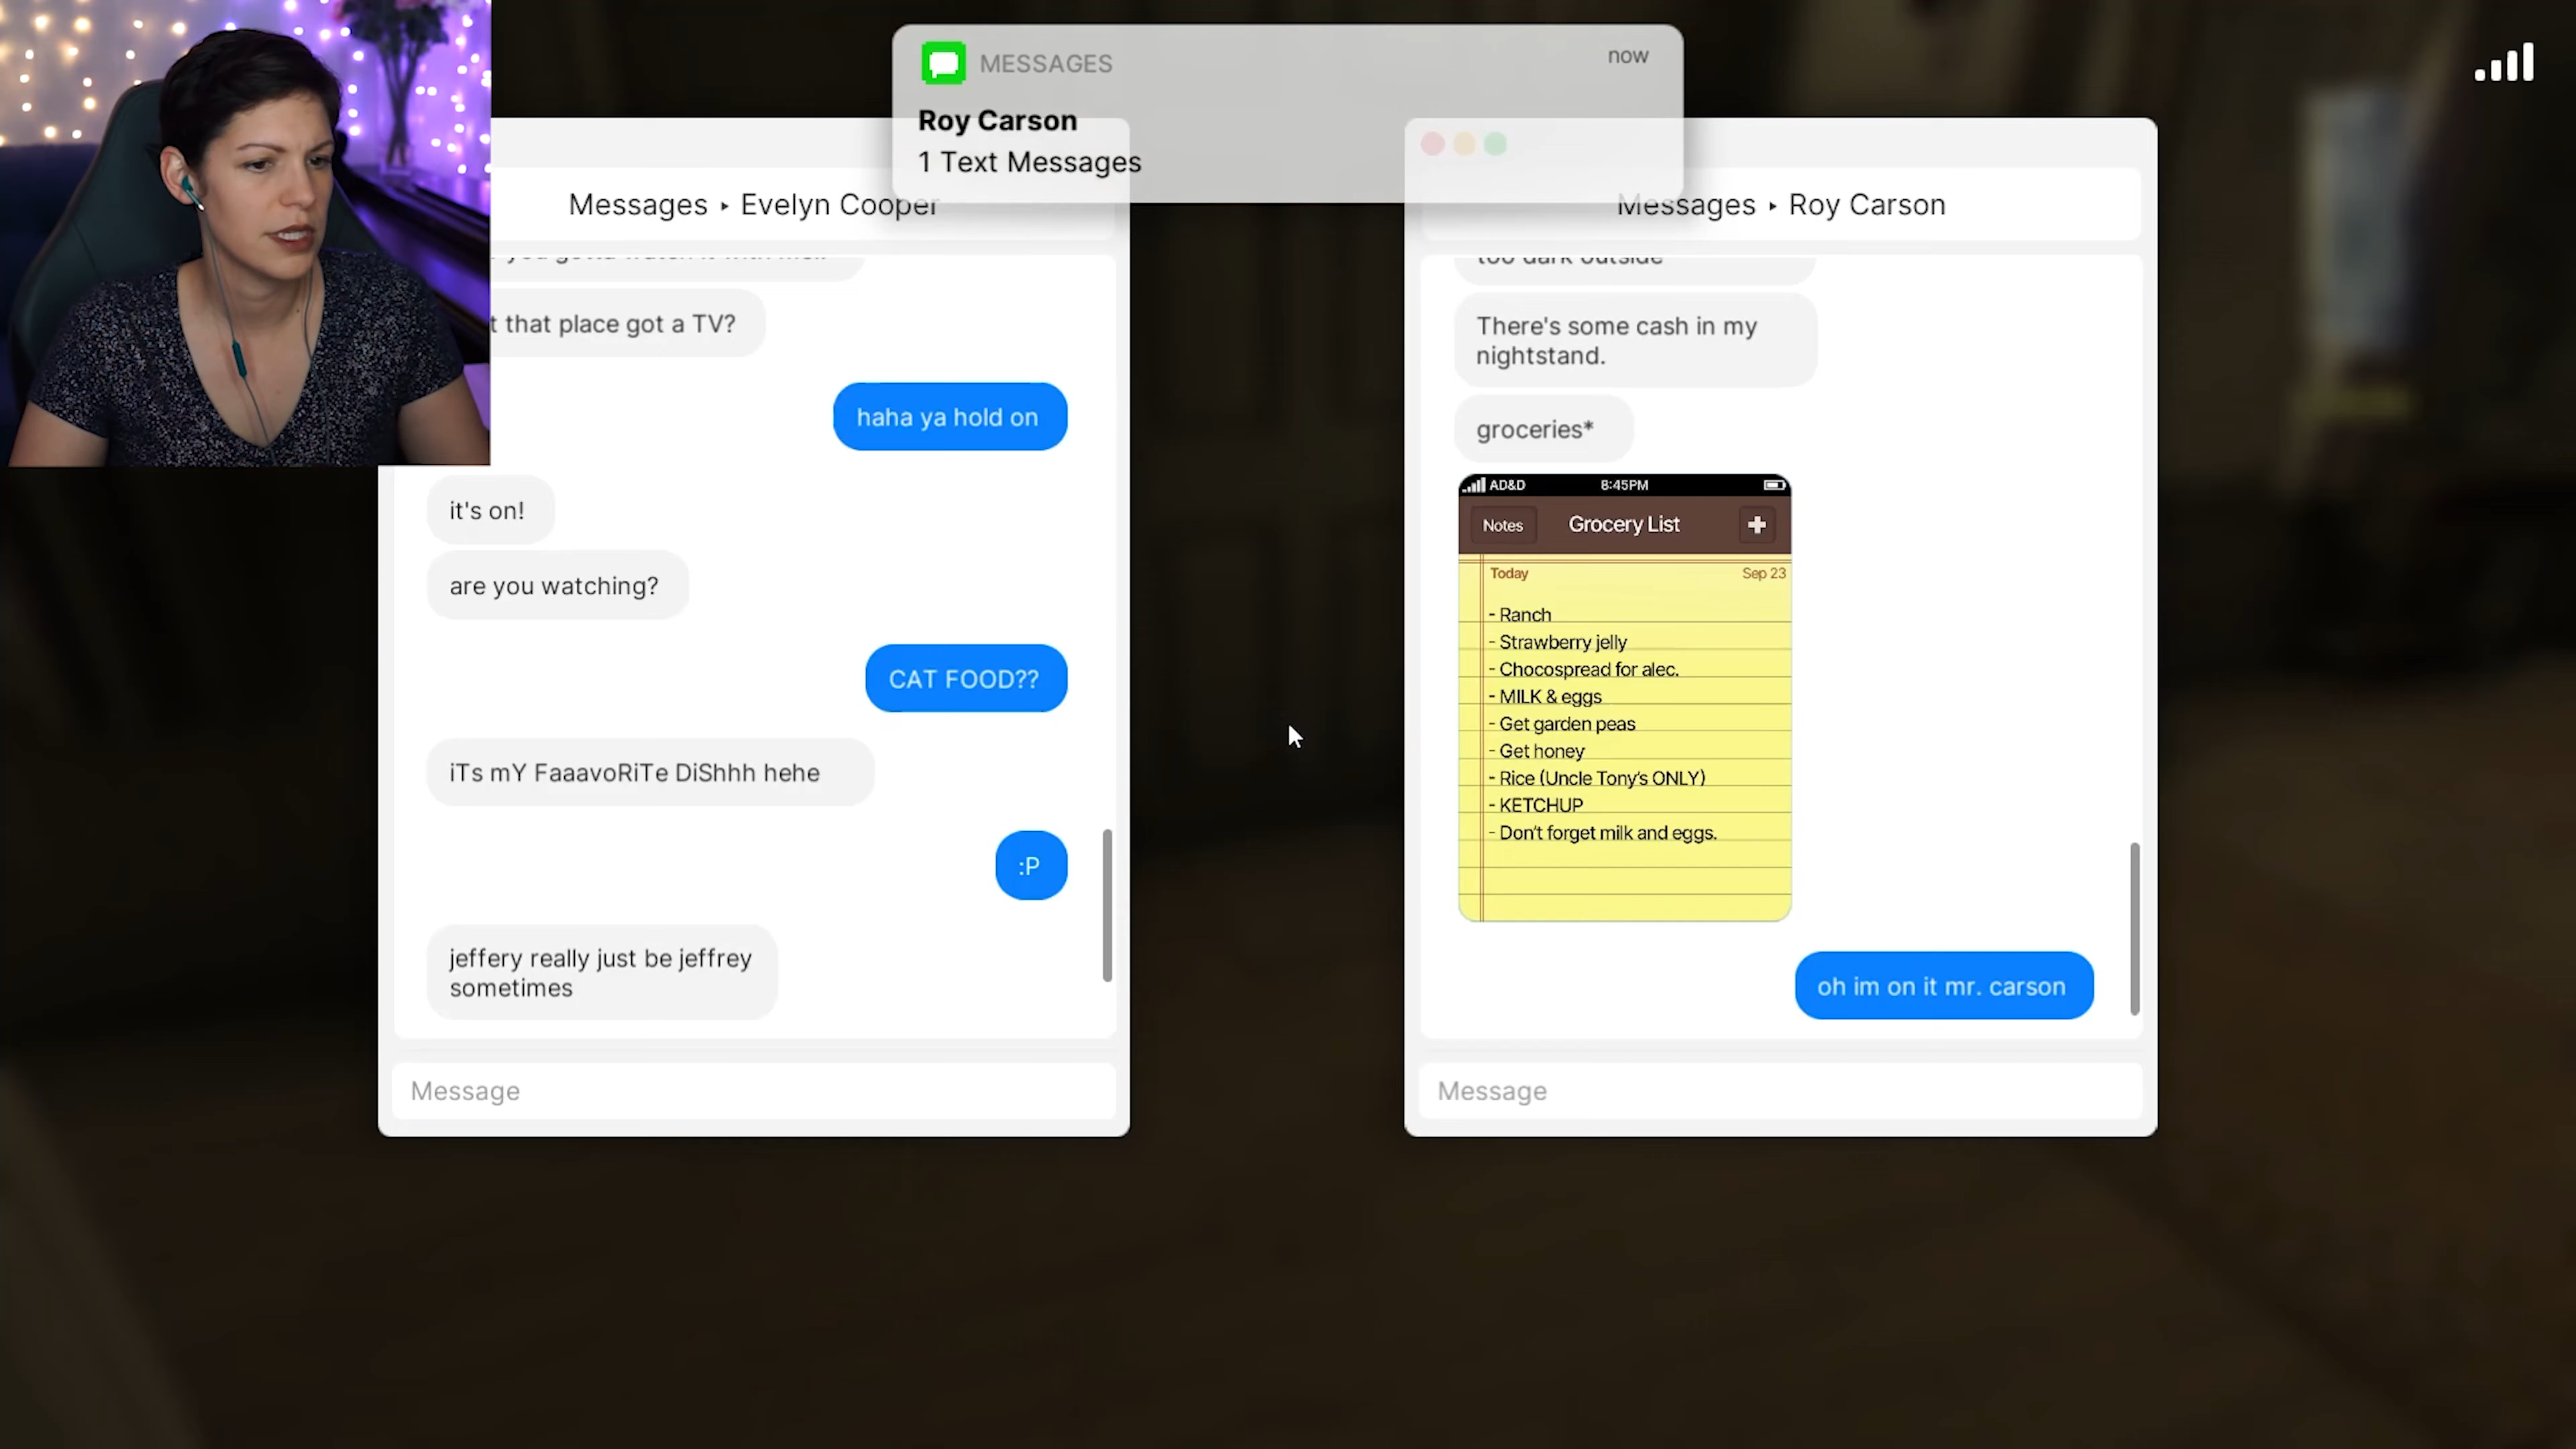 MESSAGES
now
Roy Carson
1 Text Messages
Messages ▸ Evelyn Cooper
t that place got a TV?
haha ya hold on
it's on!
are you watching?
CAT FOOD??
iTs mY FaaavoRiTe DiShhh hehe
:P
jeffery really just be jeffrey
sometimes
Message
Messages ▸ Roy Carson
too dark outside
There's some cash in my
nightstand.
groceries*
AD&D 8:45PM
Notes Grocery List +
Today Sep 23
- Ranch
- Strawberry jelly
- Chocospread for alec.
- MILK & eggs
- Get garden peas
- Get honey
- Rice (Uncle Tony's ONLY)
- KETCHUP
- Don't forget milk and eggs.
oh im on it mr. carson
Message